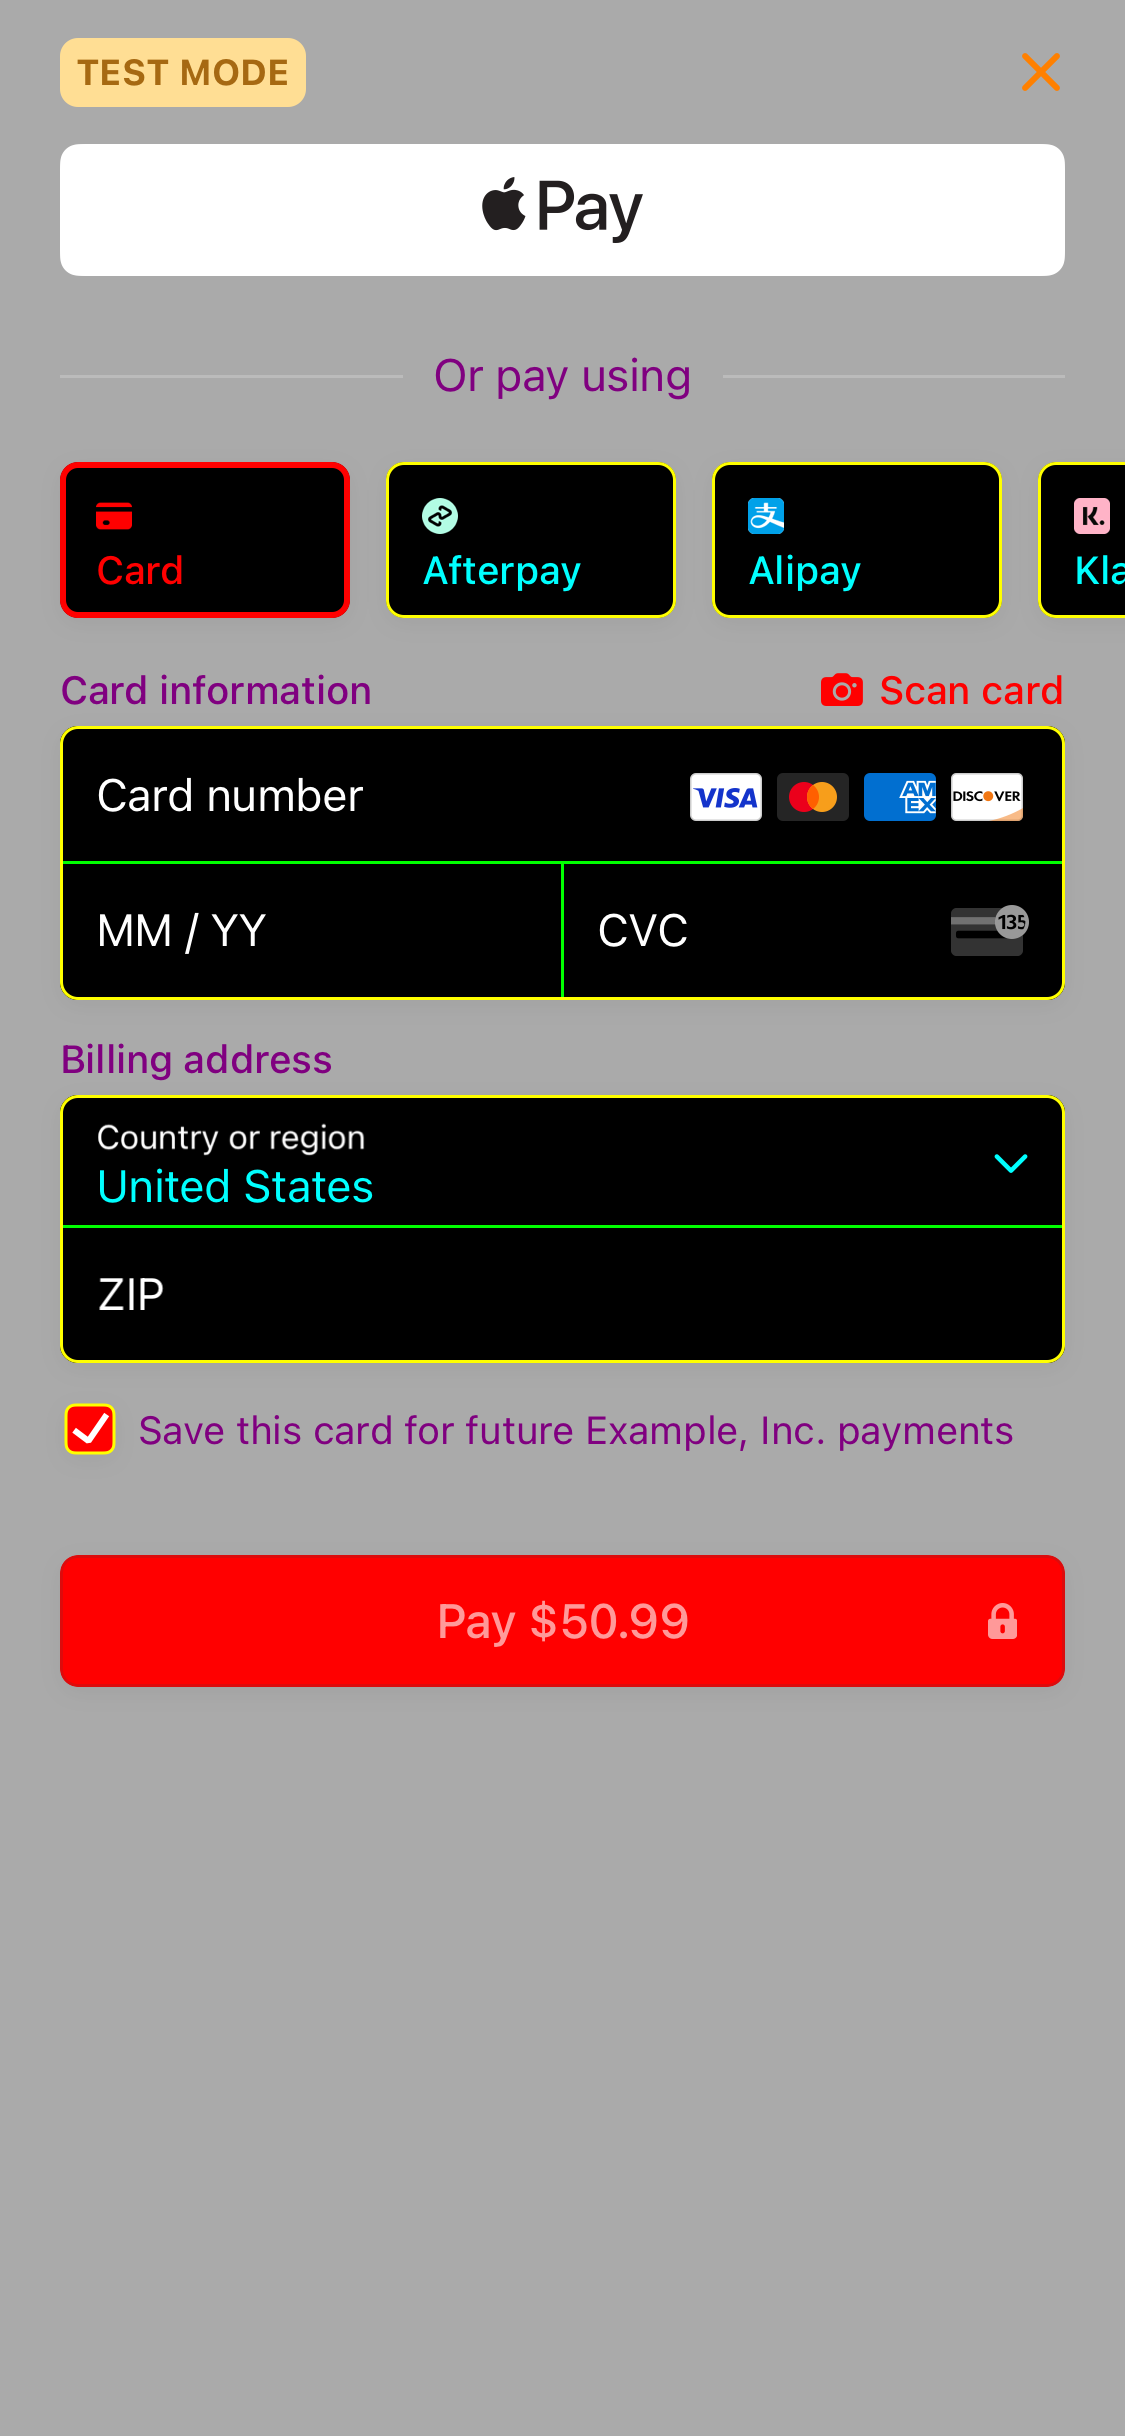 TEST MODE
Pay
Or pay using
Card
Afterpay
支
Alipay
K.
Kla
Card information
Scan card
Card number
VISA
AM
EX
DISCOVER
MM / YY
CVC
135
Billing address
Country or region
United States
ZIP
Save this card for future Example, Inc. payments
Pay $50.99